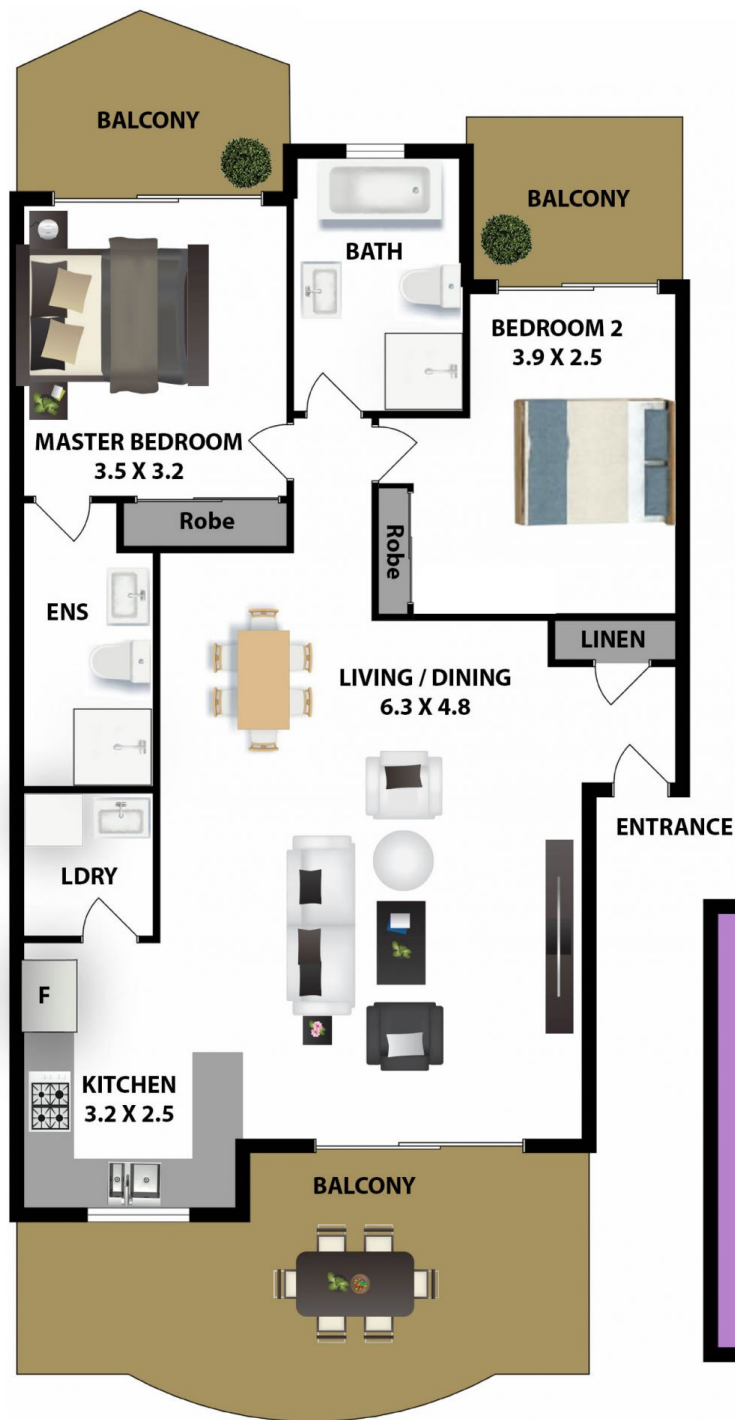 BALCONY
BALCONY
BATH
BEDROOM 2
3.9 X 2.5
MASTER BEDROOM
3.5 X 3.2
Robe
Robe
ENS
LINEN
LIVING / DINING
6.3 X 4.8
ENTRANCE
LDRY
F
KITCHEN
3.2 X 2.5
BALCONY